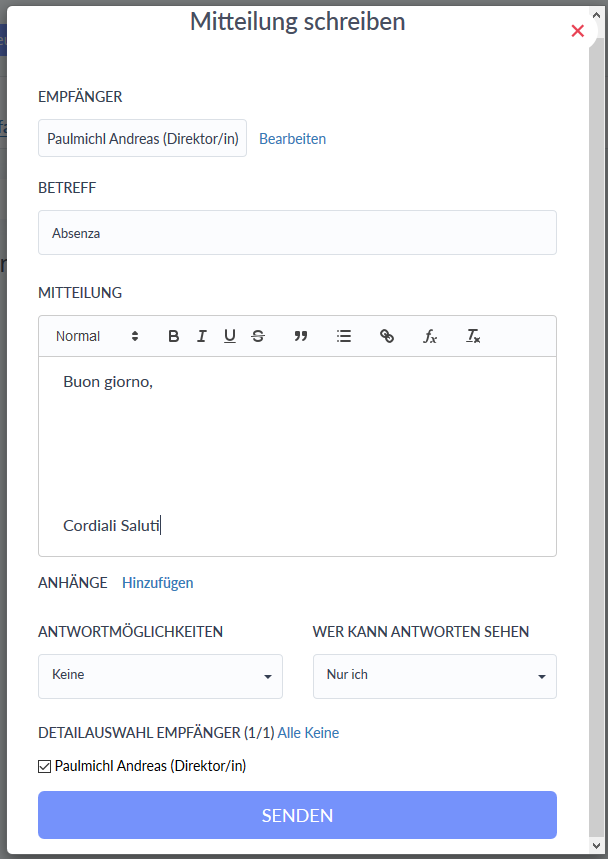 Mitteilung schreiben
EMPFÄNGER
Paulmichl Andreas (Direktor/in) Bearbeiten
BETREFF
Absenza
MITTEILUNG
Normal B I U S
Buon giorno,
Cordiali Saluti
ANHÄNGE Hinzufügen
ANTWORTMÖGLICHKEITEN WER KANN ANTWORTEN SEHEN
Keine Nur ich
DETAILAUSWAHL EMPFÄNGER (1/1) Alle Keine
Paulmichl Andreas (Direktor/in)
SENDEN